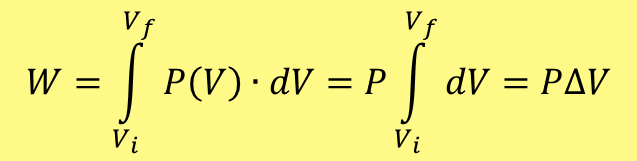 W = ∫_{V_i}^{V_f} P(V) · dV = P ∫_{V_i}^{V_f} dV = PΔV